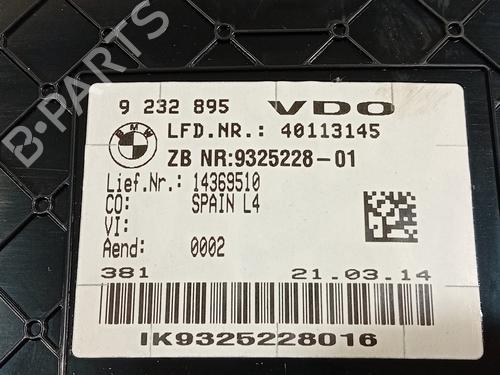 9 232 895 VDO
BMW
LFD.NR.: 40113145
ZB NR:9325228-01
Lief.Nr.: 14369510
CO: SPAIN L4
VI:
Aend: 0002
381 21.03.14
IK9325228016